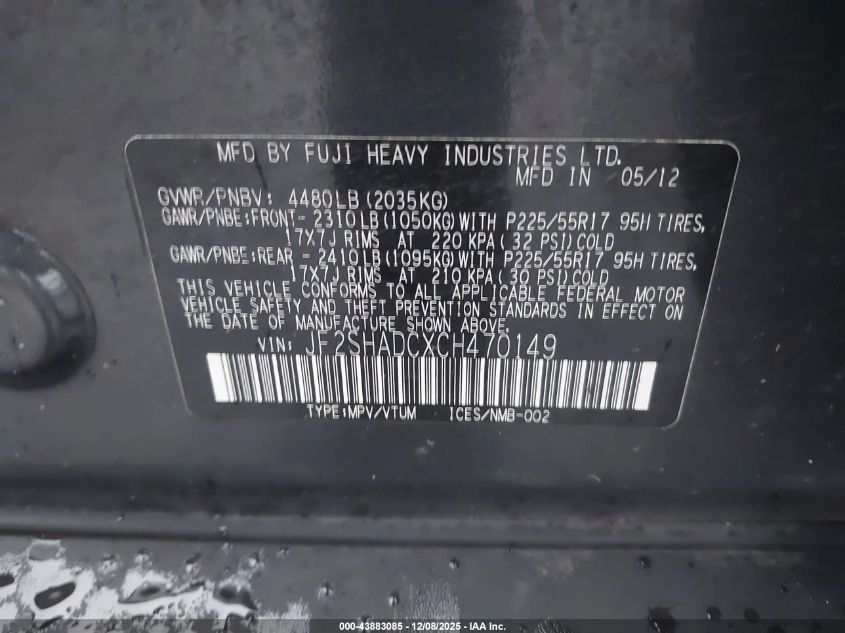 MFD BY FUJI HEAVY INDUSTRIES LTD.
MFD IN 05/12
GVWR/PNBV: 4480LB (2035KG)
GAWR/PNBE:FRONT- 2310LB (1050KG) WITH P225/55R17 95H TIRES,
17X7J RIMS AT 220 KPA ( 32 PSI) COLD
GAWR/PNBE:REAR - 2410LB (1095KG) WITH P225/55R17 95H TIRES,
17X7J RIMS AT 210 KPA ( 30 PSI) COLD
THIS VEHICLE CONFORMS TO ALL APPLICABLE FEDERAL MOTOR
VEHICLE SAFETY AND THEFT PREVENTION STANDARDS IN EFFECT ON
THE DATE OF MANUFACTURE SHOWN ABOVE.
VIN: JF2SHADCXCH470149
TYPE:MPV/VTUM ICES/NMB-002
000-43883085 - 12/08/2025 - IAA Inc.